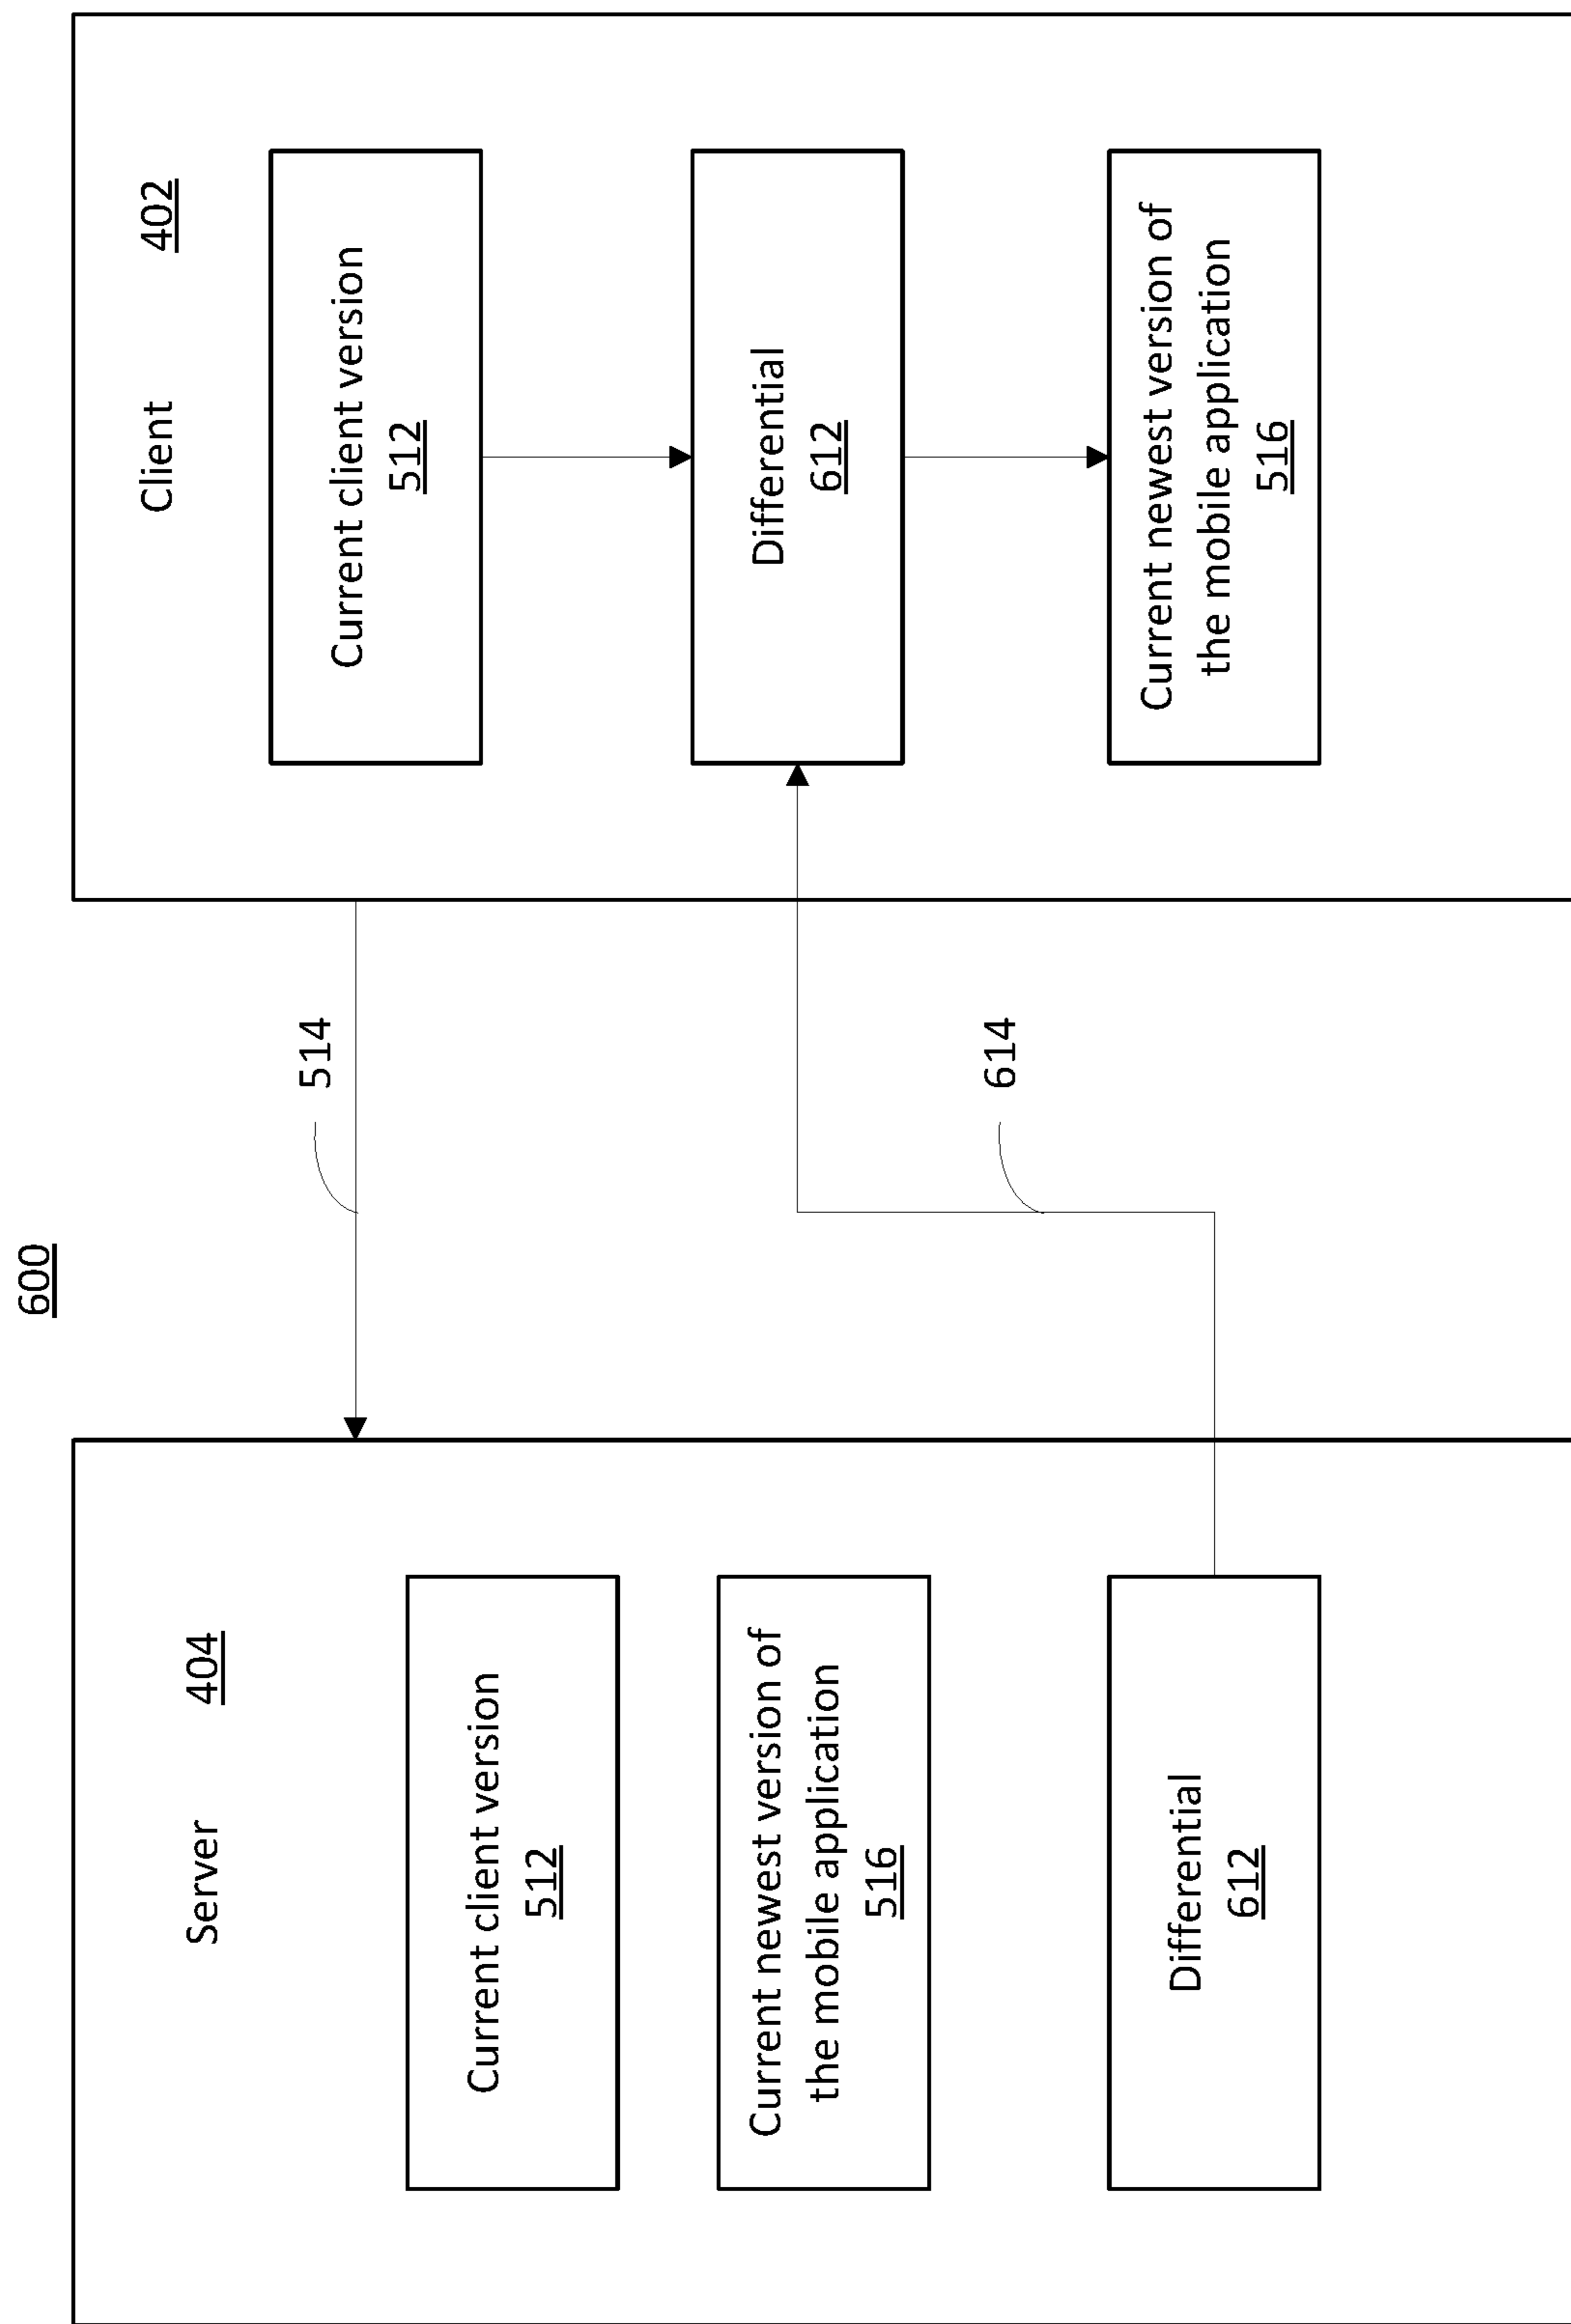 600
Server
404
Current client version
512
Current newest version of
the mobile application
516
Differential
612
514
614
Client
402
Current client version
512
Differential
612
Current newest version of
the mobile application
516